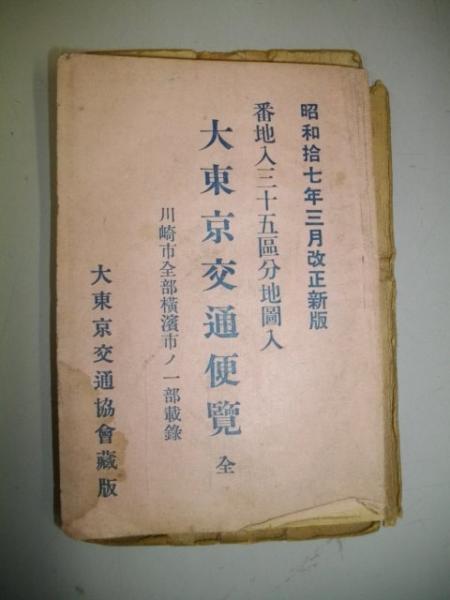 昭和拾七年三月改正新版
番地入三十五區分地圖入
大東京交通便覽 全
川崎市全部横濱市ノ一部載錄
大東京交通協會藏版